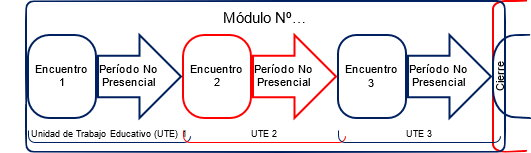 Módulo Nº...
Encuentro
1
Período No
Presencial
Encuentro
2
Período No
Presencial
Encuentro
3
Período No
Presencial
Cierre
Unidad de Trabajo Educativo (UTE) 1
UTE 2
UTE 3